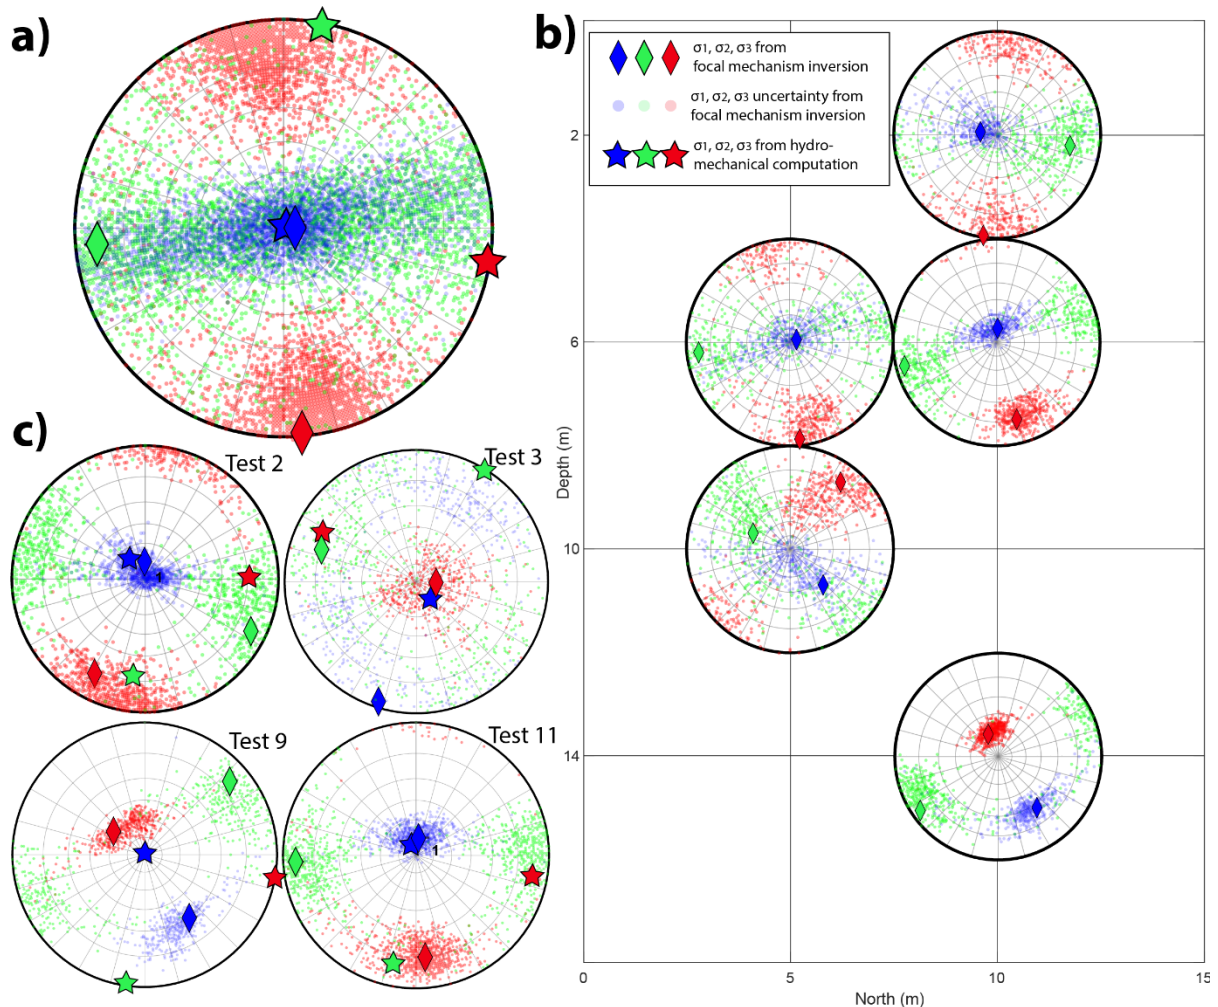 a)
b)
σ1, σ2, σ3 from
focal mechanism inversion
σ1, σ2, σ3 uncertainty from
focal mechanism inversion
σ1, σ2, σ3 from hydro-
mechanical computation
2
6
10
14
Depth (m)
0
5
10
15
North (m)
c)
Test 2
1
Test 3
Test 9
Test 11
1